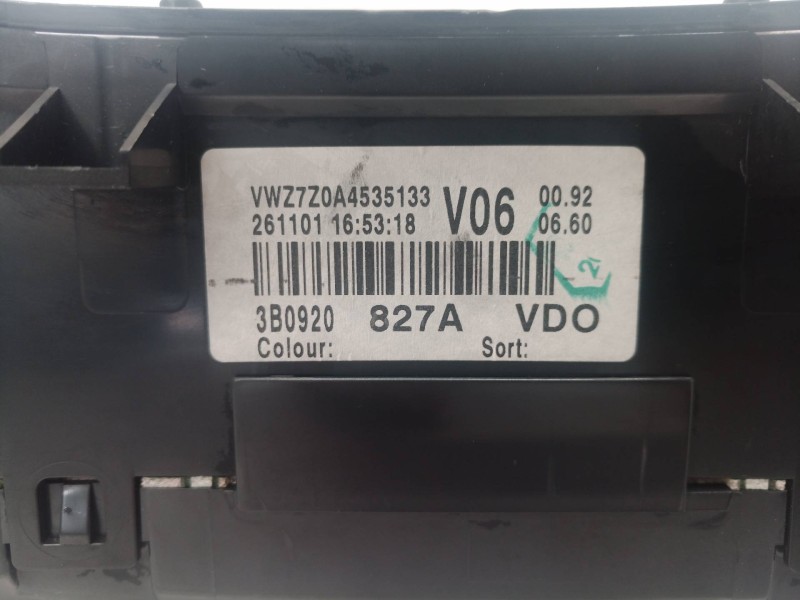 VWZ7Z0A4535133 V06 00.92
261101 16:53:18 06.60
3B0920 827A VDO
Colour: Sort: